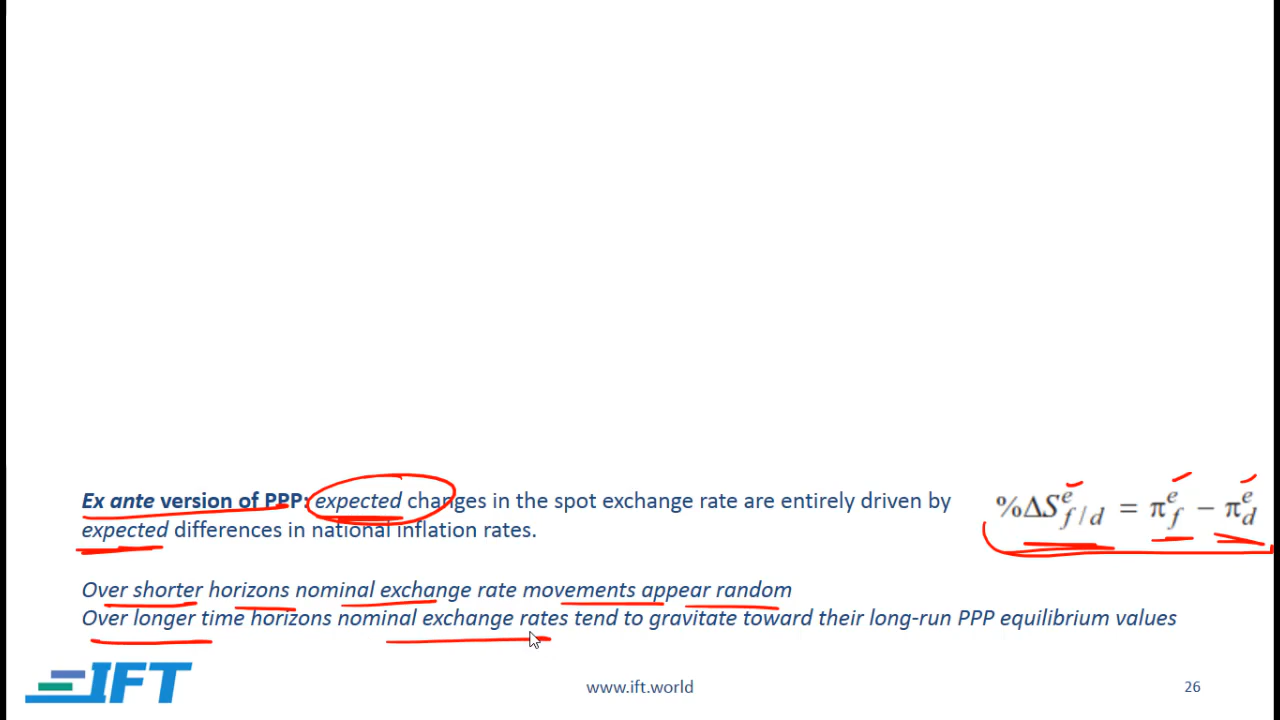 Ex ante version of PPP: expected changes in the spot exchange rate are entirely driven by
expected differences in national inflation rates.
%ΔS^e_{f/d} = π^e_f − π^e_d
Over shorter horizons nominal exchange rate movements appear random
Over longer time horizons nominal exchange rates tend to gravitate toward their long-run PPP equilibrium values
IFT
www.ift.world
26